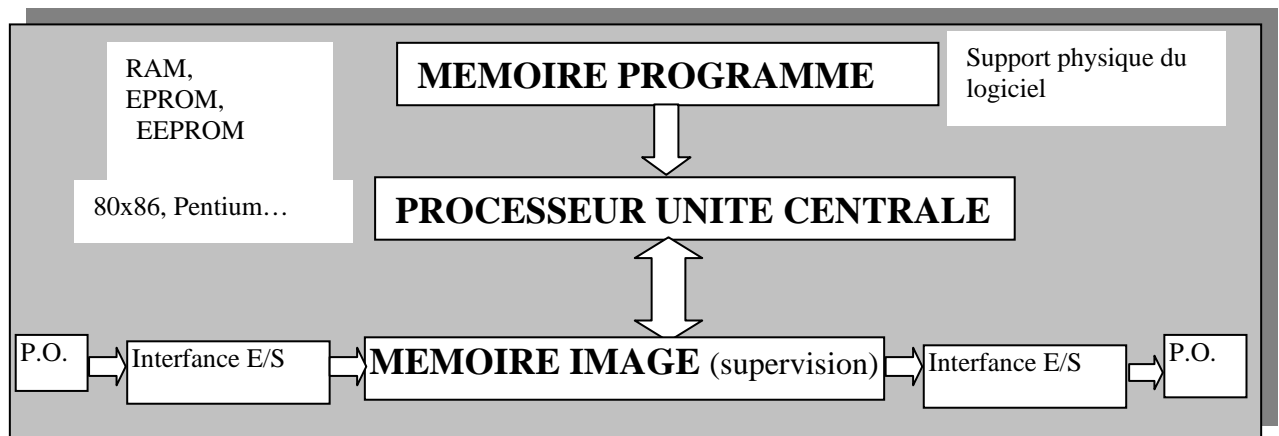 RAM,
EPROM,
EEPROM
MEMOIRE PROGRAMME
Support physique du
logiciel
80x86, Pentium…
PROCESSEUR UNITE CENTRALE
P.O.
Interfance E/S
MEMOIRE IMAGE (supervision)
Interfance E/S
P.O.